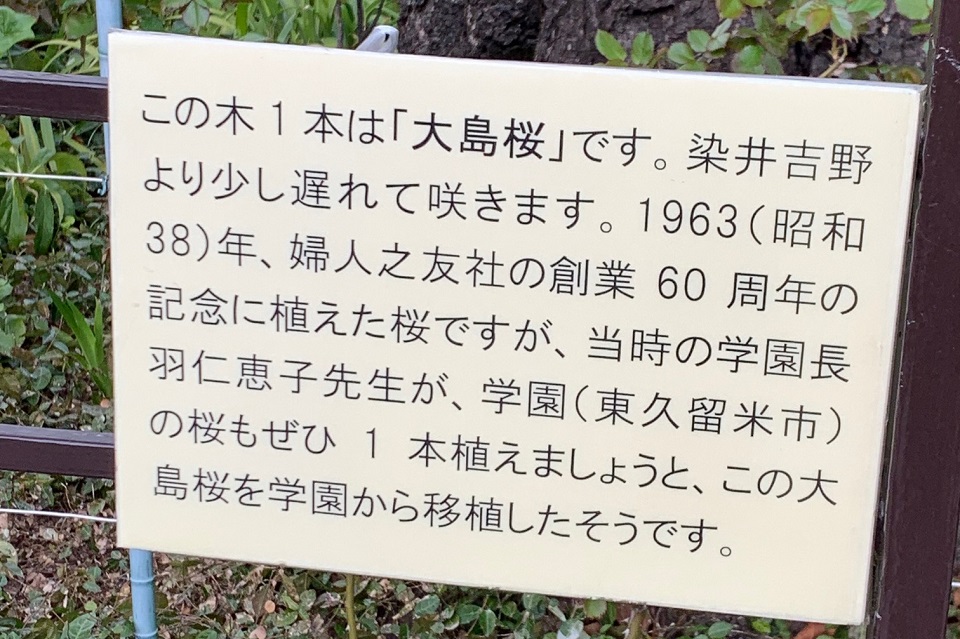 この木1本は「大島桜」です。染井吉野
より少し遅れて咲きます。1963(昭和
38)年、婦人之友社の創業 60 周年の
記念に植えた桜ですが、当時の学園長
羽仁恵子先生が、学園(東久留米市)
の桜もぜひ 1 本植えましょうと、この大
島桜を学園から移植したそうです。